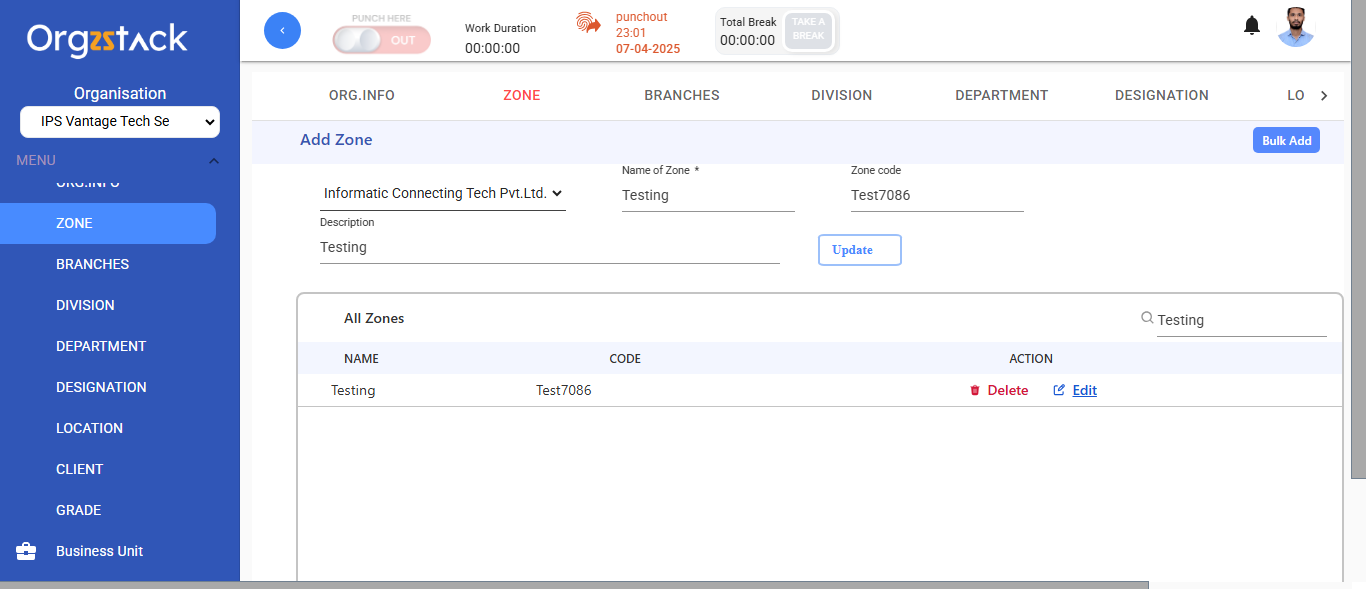 Orgzstack
Organisation
IPS Vantage Tech Se
MENU
ORG.INFO
ZONE
BRANCHES
DIVISION
DEPARTMENT
DESIGNATION
LOCATION
CLIENT
GRADE
Business Unit
PUNCH HERE
OUT
Work Duration
00:00:00
punchout
23:01
07-04-2025
Total Break
00:00:00
TAKE A
BREAK
ORG.INFO ZONE BRANCHES DIVISION DEPARTMENT DESIGNATION LO
Add Zone
Bulk Add
Informatic Connecting Tech Pvt.Ltd.
Name of Zone *
Testing
Zone code
Test7086
Description
Testing
Update
All Zones
Testing
NAME CODE ACTION
Testing Test7086 Delete Edit